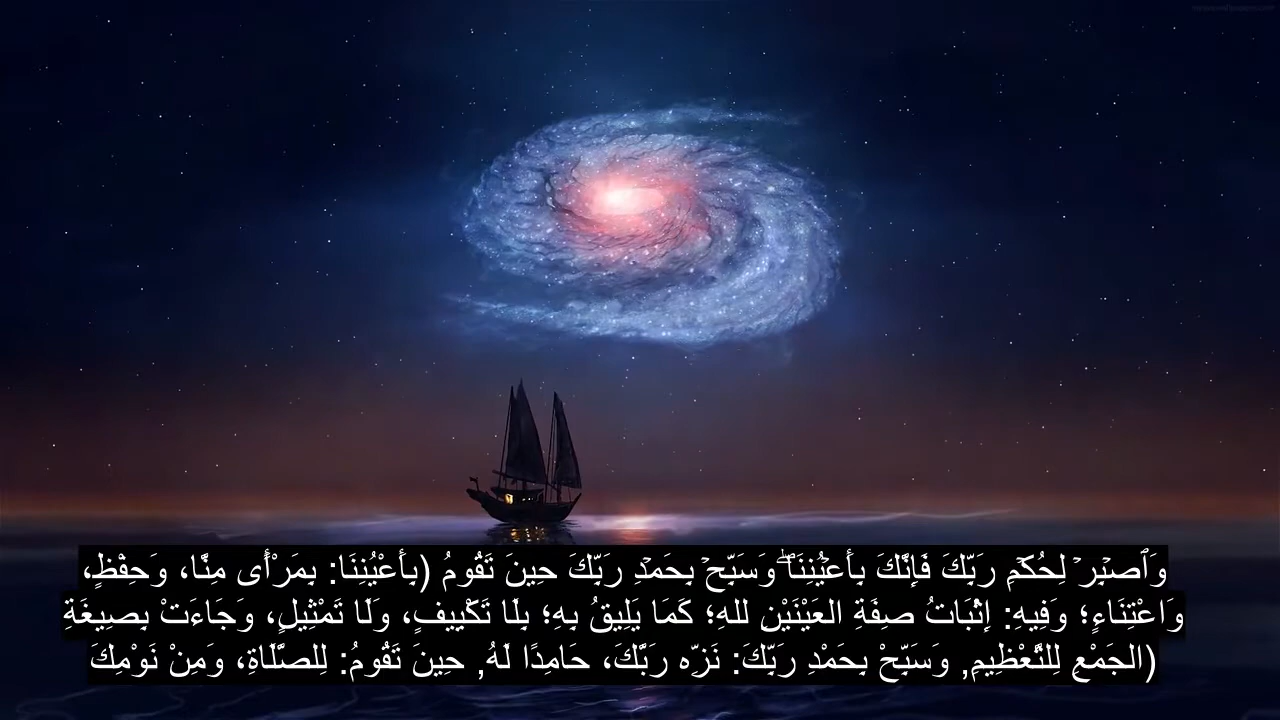 وَٱصۡبِرۡ لِحُكۡمِ رَبِّكَ فَإِنَّكَ بِأَعۡيُنِنَاۖ وَسَبِّحۡ بِحَمۡدِ رَبِّكَ حِينَ تَقُومُ (بِأَعْيُنِنَا: بِمَرْأًى مِنَّا، وَحِفْظٍ،
وَاعْتِنَاءٍ؛ وَفِيهِ: إِثْبَاتُ صِفَةِ العَيْنَيْنِ للهِ؛ كَمَا يَلِيقُ بِهِ؛ بِلَا تَكْيِيفٍ، وَلَا تَمْثِيلٍ، وَجَاءَتْ بِصِيغَةِ
(الجَمْعِ لِلتَّعْظِيمِ, وَسَبِّحْ بِحَمْدِ رَبِّكَ: نَزِّه رَبَّكَ، حَامِدًا لَهُ, حِينَ تَقُومُ: لِلصَّلَاةِ، وَمِنْ نَوْمِكَ